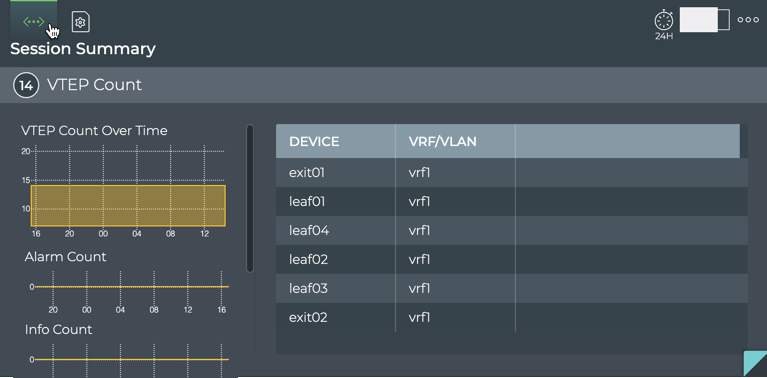 24H
Session Summary
14 VTEP Count
VTEP Count Over Time
20
15
10
16 20 00 04 08 12
Alarm Count
0
20 00 04 08 12 16
Info Count
0
DEVICE VRF/VLAN
exit01 vrf1
leaf01 vrf1
leaf04 vrf1
leaf02 vrf1
leaf03 vrf1
exit02 vrf1